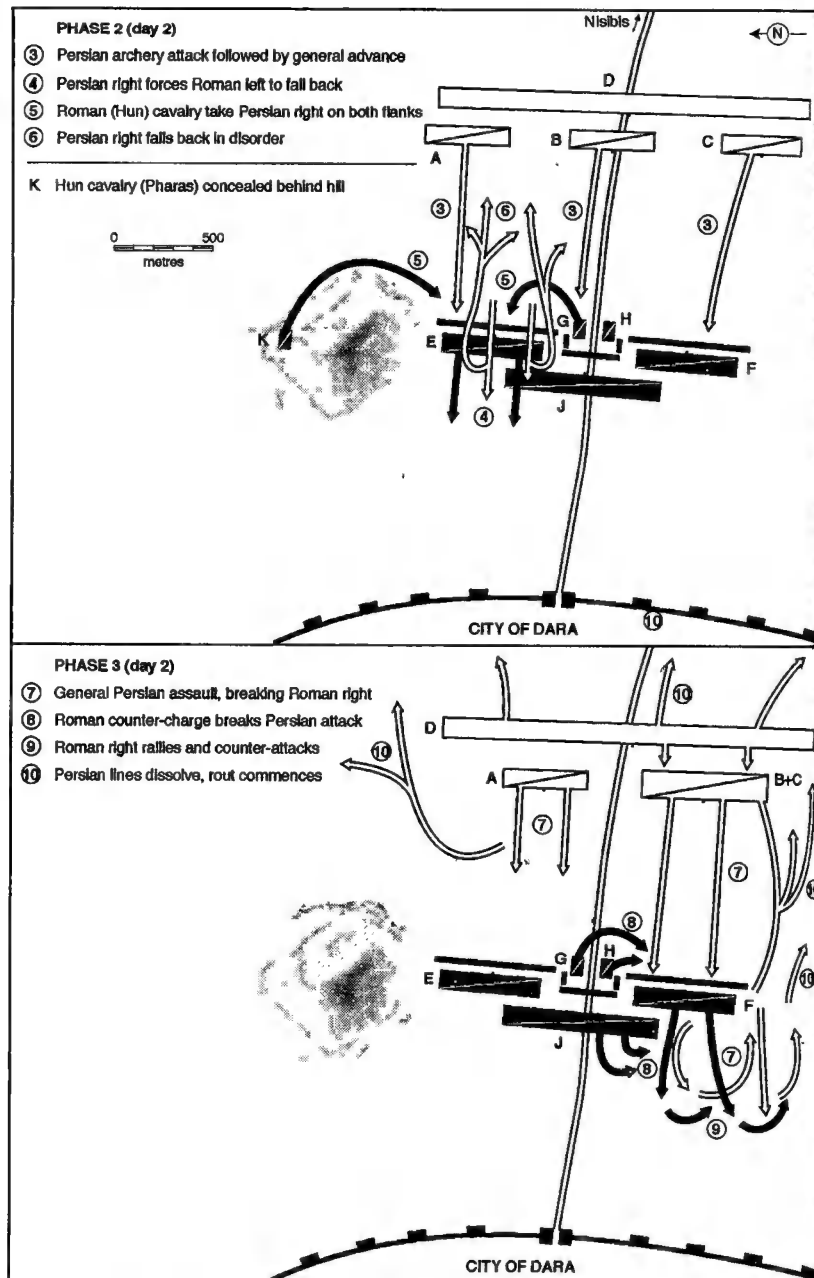 PHASE 2 (day 2)
③ Persian archery attack followed by general advance
④ Persian right forces Roman left to fall back
⑤ Roman (Hun) cavalry take Persian right on both flanks
⑥ Persian right falls back in disorder
K Hun cavalry (Pharas) concealed behind hill
0 500
metres
Nisibis
N
D
A
B
C
③
⑥
③
③
⑤
⑤
K
G
H
E
F
J
④
CITY OF DARA
⑩
PHASE 3 (day 2)
⑦ General Persian assault, breaking Roman right
⑧ Roman counter-charge breaks Persian attack
⑨ Roman right rallies and counter-attacks
⑩ Persian lines dissolve, rout commences
⑩
D
⑩
A
B+C
⑦
⑦
⑩
⑧
G
H
E
F
⑩
J
⑧
⑦
⑨
CITY OF DARA